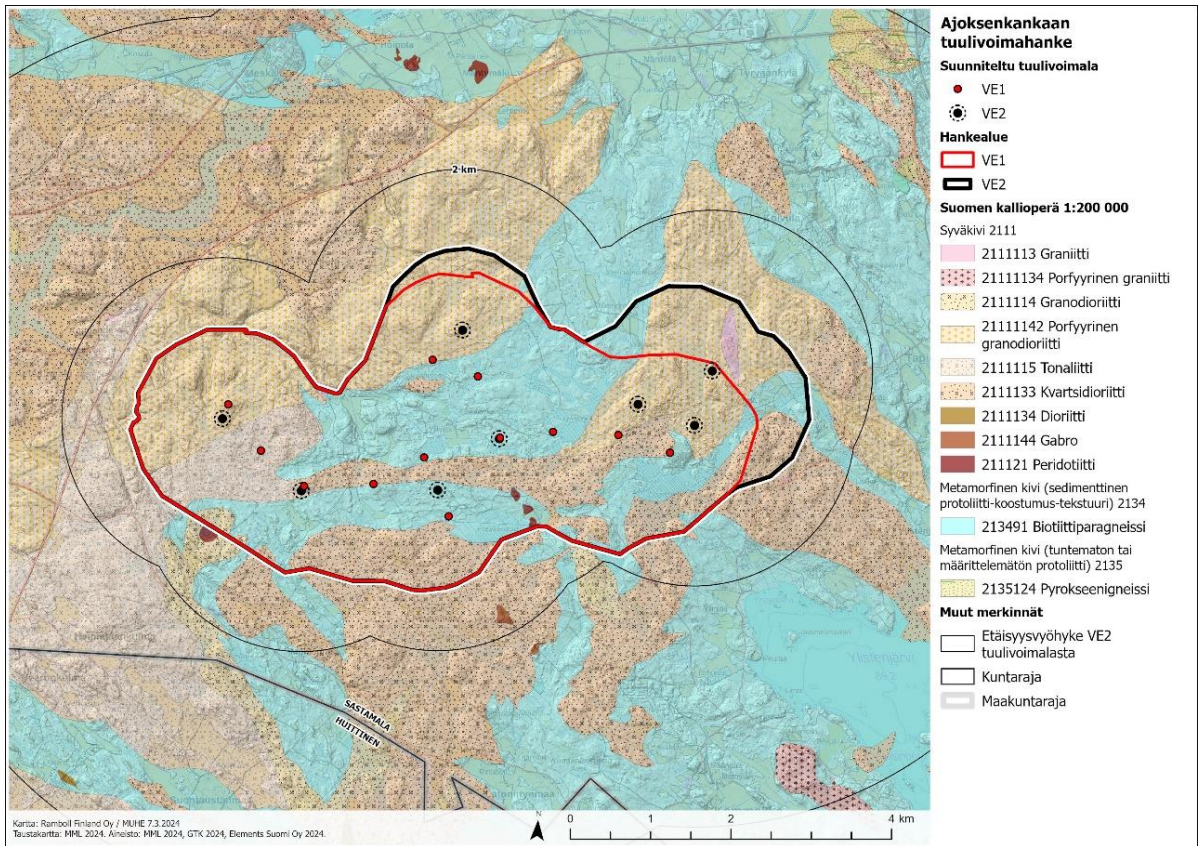 2 km
Tyrvaankylä
SASTAMALA
HUITTINEN
Kartta: Ramboll Finland Oy / MUHE 7.3.2024
Taustakartta: MML 2024. Aineisto: MML 2024, GTK 2024, Elements Suomi Oy 2024.
N
0 1 2 4 km
Ajoksenkankaan
tuulivoimahanke
Suunniteltu tuulivoimala
VE1
VE2
Hankealue
VE1
VE2
Suomen kallioperä 1:200 000
Syväkivi 2111
2111113 Graniitti
21111134 Porfyyrinen graniitti
2111114 Granodioriitti
21111142 Porfyyrinen
granodioriitti
2111115 Tonaliitti
2111133 Kvartsidioriitti
2111134 Dioriitti
2111144 Gabro
211121 Peridotiitti
Metamorfinen kivi (sedimenttinen
protoliitti-koostumus-tekstuuri) 2134
213491 Biotiittiparagneissi
Metamorfinen kivi (tuntematon tai
määrittelemätön protoliitti) 2135
2135124 Pyrokseenigneissi
Muut merkinnät
Etäisyysvyöhyke VE2
tuulivoimalasta
Kuntaraja
Maakuntaraja